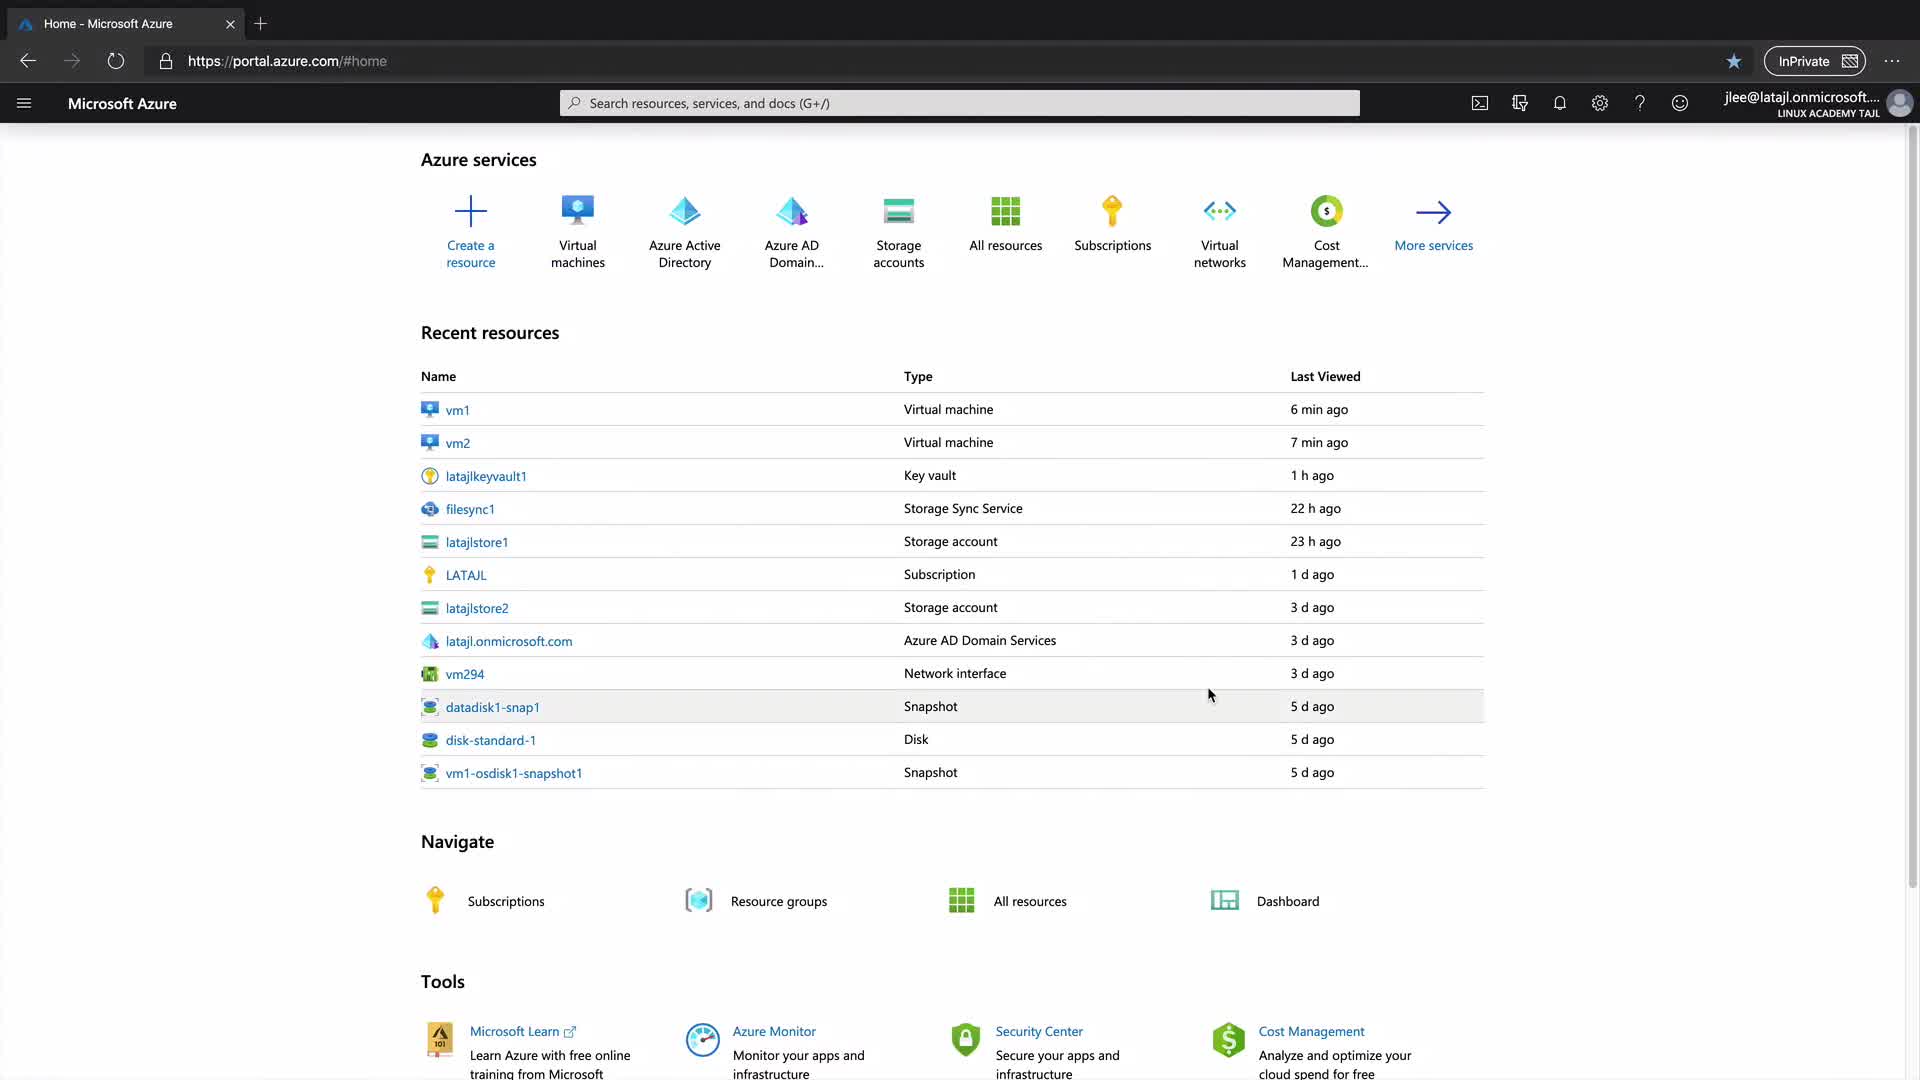 Home - Microsoft Azure
https://portal.azure.com/#home
InPrivate
Microsoft Azure
Search resources, services, and docs (G+/)
jlee@latajl.onmicrosoft....
LINUX ACADEMY TAJL
Azure services
Create a
resource
Virtual
machines
Azure Active
Directory
Azure AD
Domain...
Storage
accounts
All resources
Subscriptions
Virtual
networks
Cost
Management...
More services
Recent resources
Name Type Last Viewed
vm1 Virtual machine 6 min ago
vm2 Virtual machine 7 min ago
latajlkeyvault1 Key vault 1 h ago
filesync1 Storage Sync Service 22 h ago
latajlstore1 Storage account 23 h ago
LATAJL Subscription 1 d ago
latajlstore2 Storage account 3 d ago
latajl.onmicrosoft.com Azure AD Domain Services 3 d ago
vm294 Network interface 3 d ago
datadisk1-snap1 Snapshot 5 d ago
disk-standard-1 Disk 5 d ago
vm1-osdisk1-snapshot1 Snapshot 5 d ago
Navigate
Subscriptions Resource groups All resources Dashboard
Tools
101
Microsoft Learn
Learn Azure with free online
training from Microsoft
Azure Monitor
Monitor your apps and
infrastructure
Security Center
Secure your apps and
infrastructure
Cost Management
Analyze and optimize your
cloud spend for free